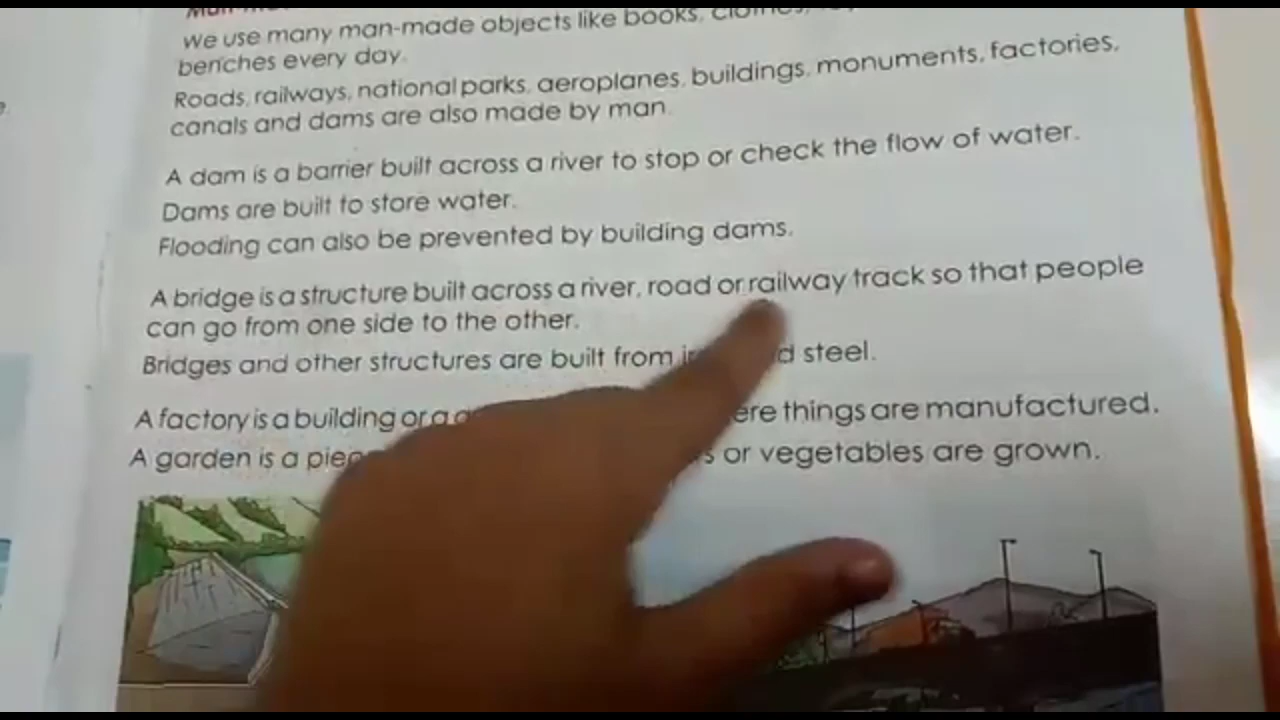 We use many man-made objects like books,
benches every day.
Roads, railways, national parks, aeroplanes, buildings, monuments, factories,
canals and dams are also made by man.
A dam is a barrier built across a river to stop or check the flow of water.
Dams are built to store water.
Flooding can also be prevented by building dams.
A bridge is a structure built across a river, road or railway track so that people
can go from one side to the other.
Bridges and other structures are built from steel.
A factory is a building or a things are manufactured.
A garden is a or vegetables are grown.